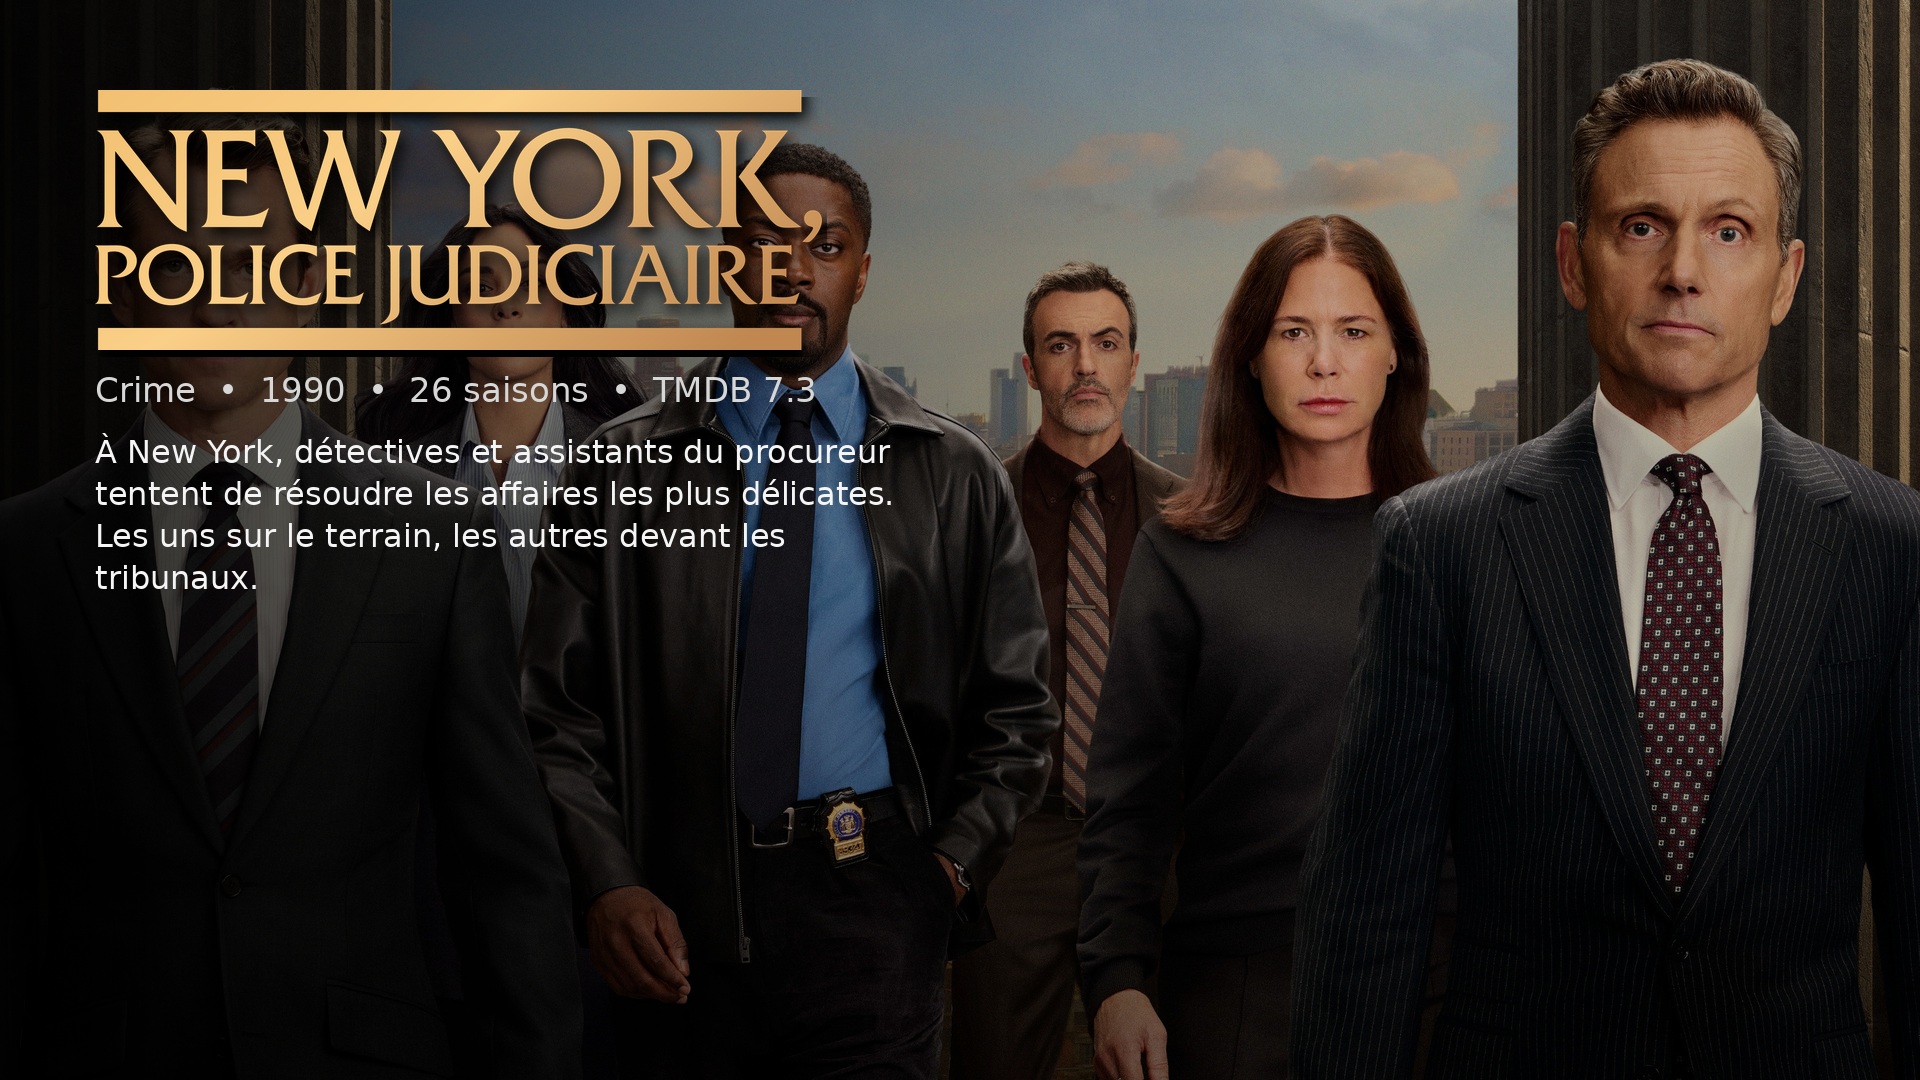 NEW YORK,
POLICE JUDICIAIRE
Crime • 1990 • 26 saisons • TMDB 7.3
À New York, détectives et assistants du procureur
tentent de résoudre les affaires les plus délicates.
Les uns sur le terrain, les autres devant les
tribunaux.